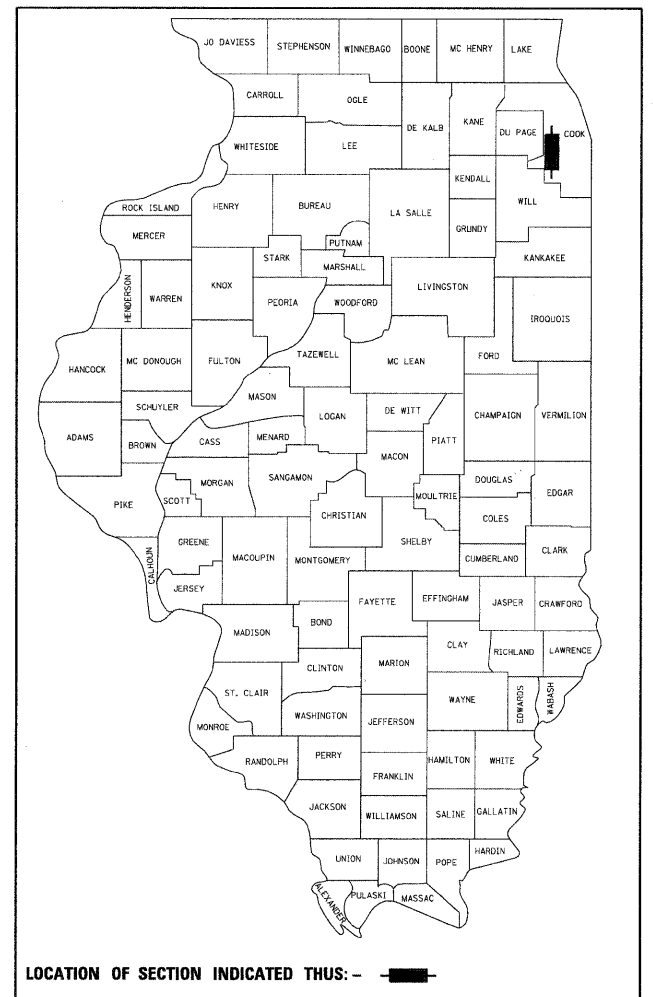 JO DAVIESS STEPHENSON WINNEBAGO BOONE MC HENRY LAKE
CARROLL OGLE DE KALB KANE DU PAGE COOK
WHITESIDE LEE
KENDALL WILL
ROCK ISLAND HENRY BUREAU LA SALLE GRUNDY
MERCER PUTNAM KANKAKEE
STARK MARSHALL
HENDERSON WARREN KNOX PEORIA WOODFORD LIVINGSTON IROQUOIS
HANCOCK MC DONOUGH FULTON TAZEWELL MC LEAN FORD
MASON
SCHUYLER LOGAN DE WITT CHAMPAIGN VERMILION
ADAMS BROWN CASS MENARD MACON PIATT
PIKE SCOTT MORGAN SANGAMON MOULTRIE DOUGLAS EDGAR
CHRISTIAN COLES
GREENE MACOUPIN MONTGOMERY SHELBY CUMBERLAND CLARK
CALHOUN JERSEY
FAYETTE EFFINGHAM JASPER CRAWFORD
MADISON BOND
CLAY RICHLAND LAWRENCE
CLINTON MARION
ST. CLAIR WAYNE EDWARDS WABASH
WASHINGTON JEFFERSON
MONROE
RANDOLPH PERRY HAMILTON WHITE
FRANKLIN
JACKSON WILLIAMSON SALINE GALLATIN
UNION JOHNSON POPE HARDIN
ALEXANDER PULASKI MASSAC
LOCATION OF SECTION INDICATED THUS: –